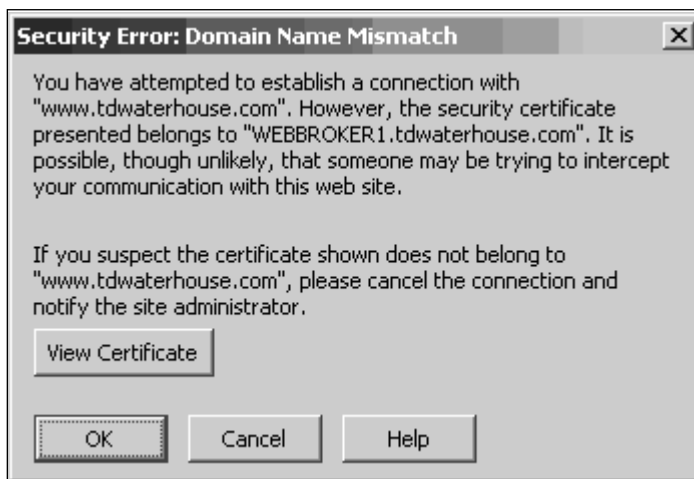 Security Error: Domain Name Mismatch
You have attempted to establish a connection with
"www.tdwaterhouse.com". However, the security certificate
presented belongs to "WEBBROKER1.tdwaterhouse.com". It is
possible, though unlikely, that someone may be trying to intercept
your communication with this web site.
If you suspect the certificate shown does not belong to
"www.tdwaterhouse.com", please cancel the connection and
notify the site administrator.
View Certificate
OK Cancel Help